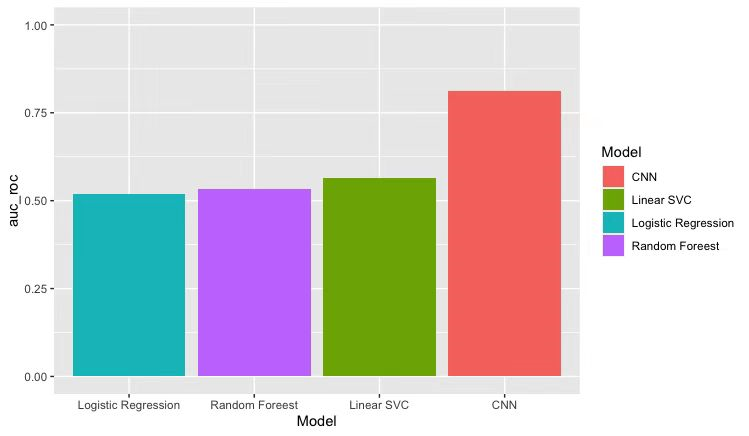 1.00
0.75
0.50
0.25
0.00
auc_roc
Logistic Regression
Random Foreest
Linear SVC
CNN
Model
Model
CNN
Linear SVC
Logistic Regression
Random Foreest